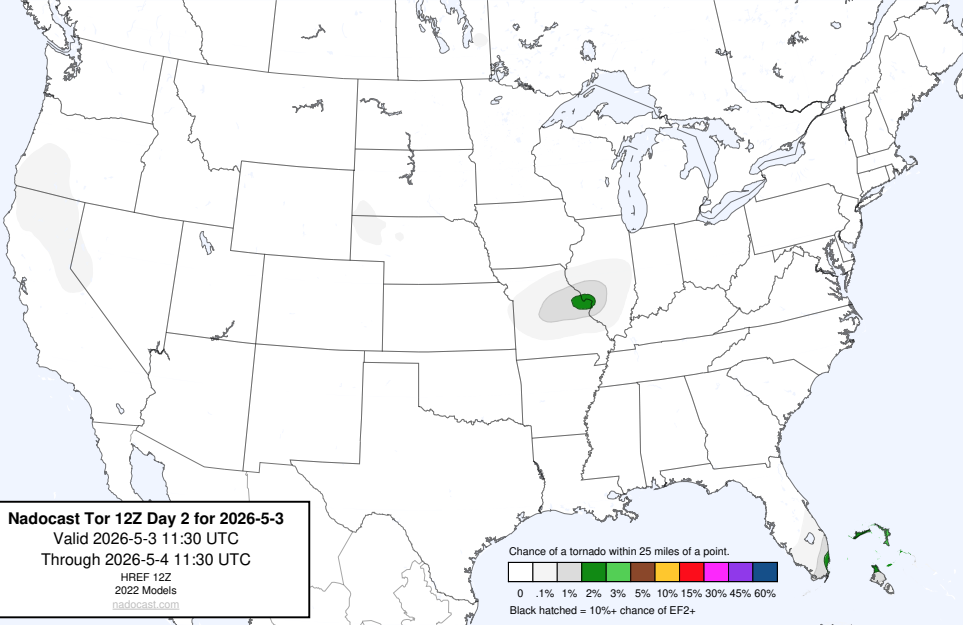 Nadocast Tor 12Z Day 2 for 2026-5-3
Valid 2026-5-3 11:30 UTC
Through 2026-5-4 11:30 UTC
HREF 12Z
2022 Models
nadocast.com
Chance of a tornado within 25 miles of a point.
0 .1% 1% 2% 3% 5% 10% 15% 30% 45% 60%
Black hatched = 10%+ chance of EF2+